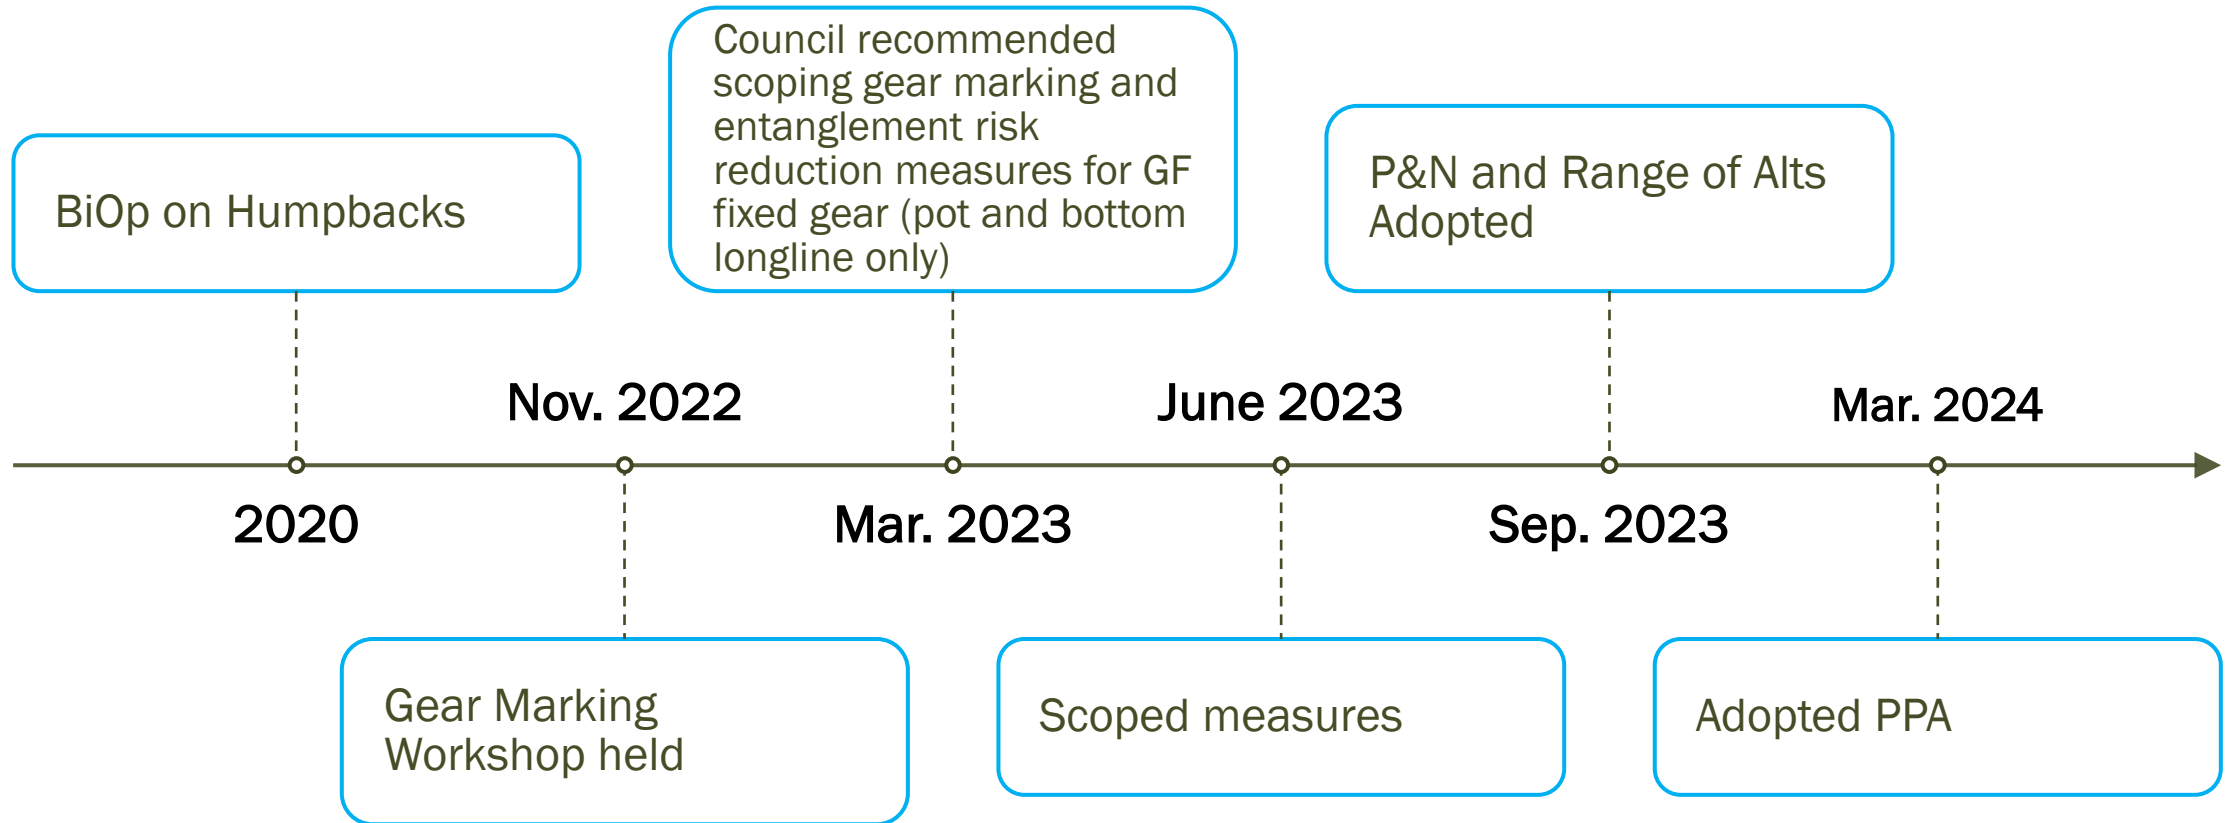 Council recommended
scoping gear marking and
entanglement risk
reduction measures for GF
fixed gear (pot and bottom
longline only)
BiOp on Humpbacks
P&N and Range of Alts
Adopted
Nov. 2022
June 2023
Mar. 2024
2020
Mar. 2023
Sep. 2023
Gear Marking
Workshop held
Scoped measures
Adopted PPA